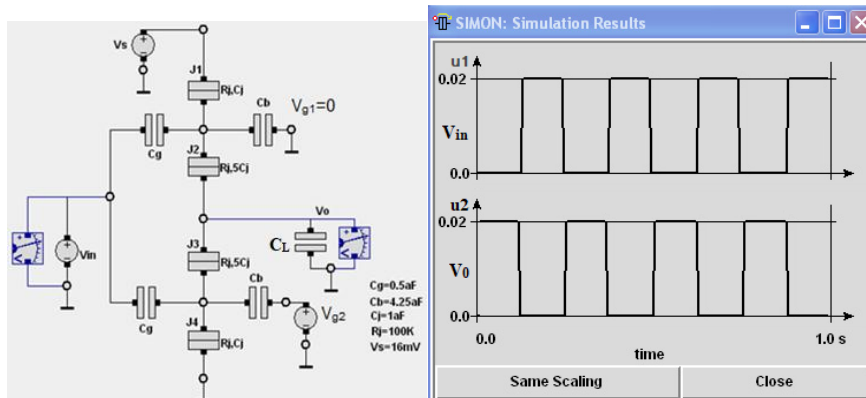 Vs
J1
Rj,Cj
Vg1=0
Cb
Cg
J2
Rj,5Cj
Vo
Vin
CL
J3
Rj,5Cj
Cb
Cg
Vg2
J4
Rj,Cj
Cg=0.5aF
Cb=4.25aF
Cj=1aF
Rj=100K
Vs=16mV
SIMON: Simulation Results
u1
0.02
Vin
0.0
u2
0.02
V0
0.0
0.0
1.0 s
time
Same Scaling
Close